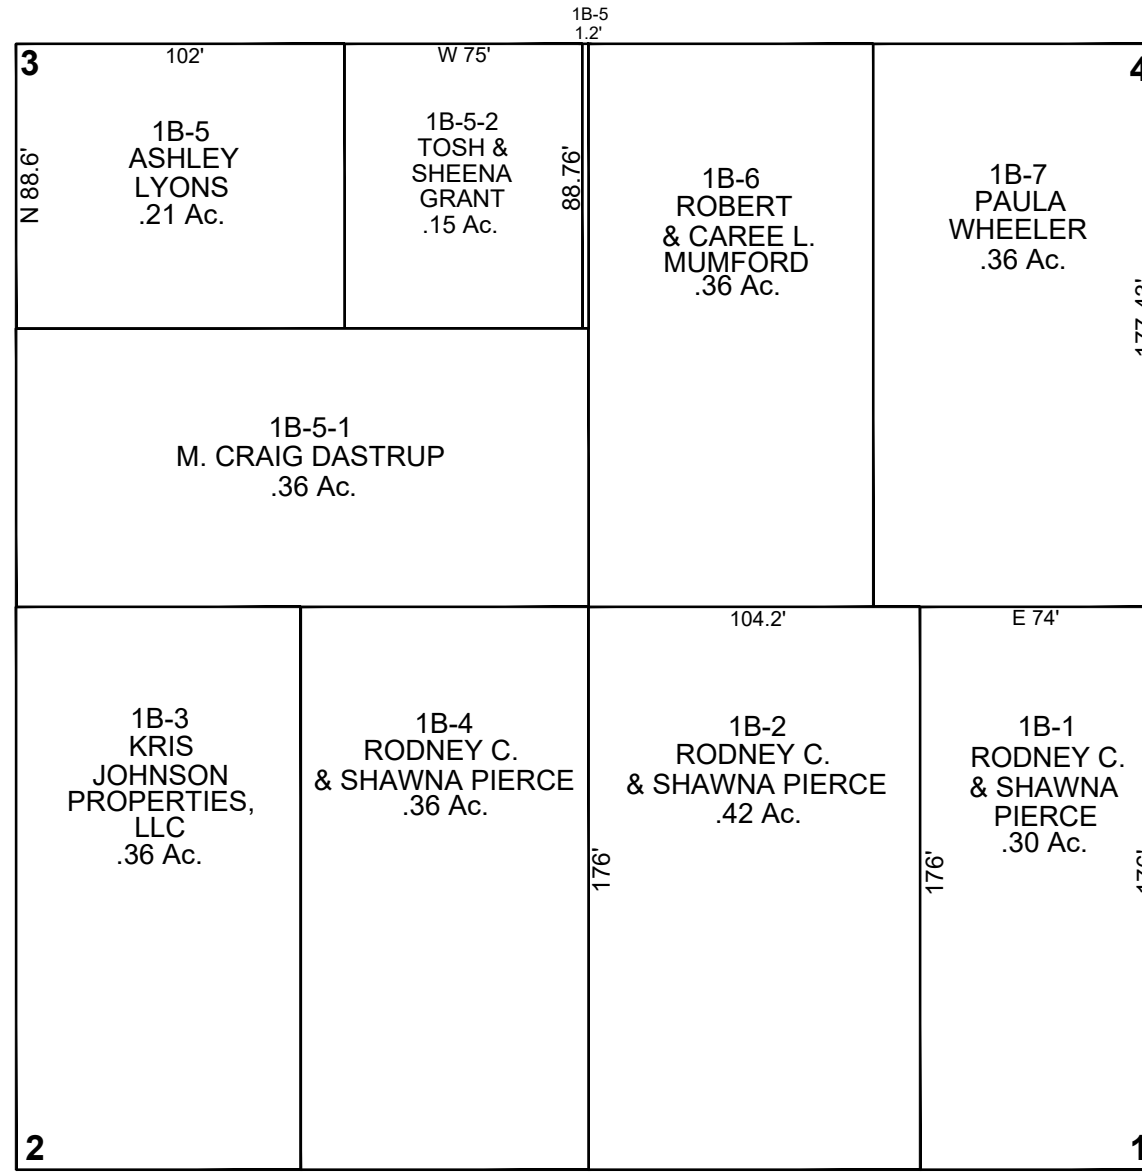 1B-5
1.2'
3
102'
W 75'
4
N 88.6'
1B-5
ASHLEY
LYONS
.21 Ac.
1B-5-2
TOSH &
SHEENA
GRANT
.15 Ac.
88.76'
1B-6
ROBERT
& CAREE L.
MUMFORD
.36 Ac.
1B-7
PAULA
WHEELER
.36 Ac.
1B-5-1
M. CRAIG DASTRUP
.36 Ac.
104.2'
E 74'
1B-3
KRIS
JOHNSON
PROPERTIES,
LLC
.36 Ac.
1B-4
RODNEY C.
& SHAWNA PIERCE
.36 Ac.
176'
1B-2
RODNEY C.
& SHAWNA PIERCE
.42 Ac.
176'
1B-1
RODNEY C.
& SHAWNA
PIERCE
.30 Ac.
176'
2
1